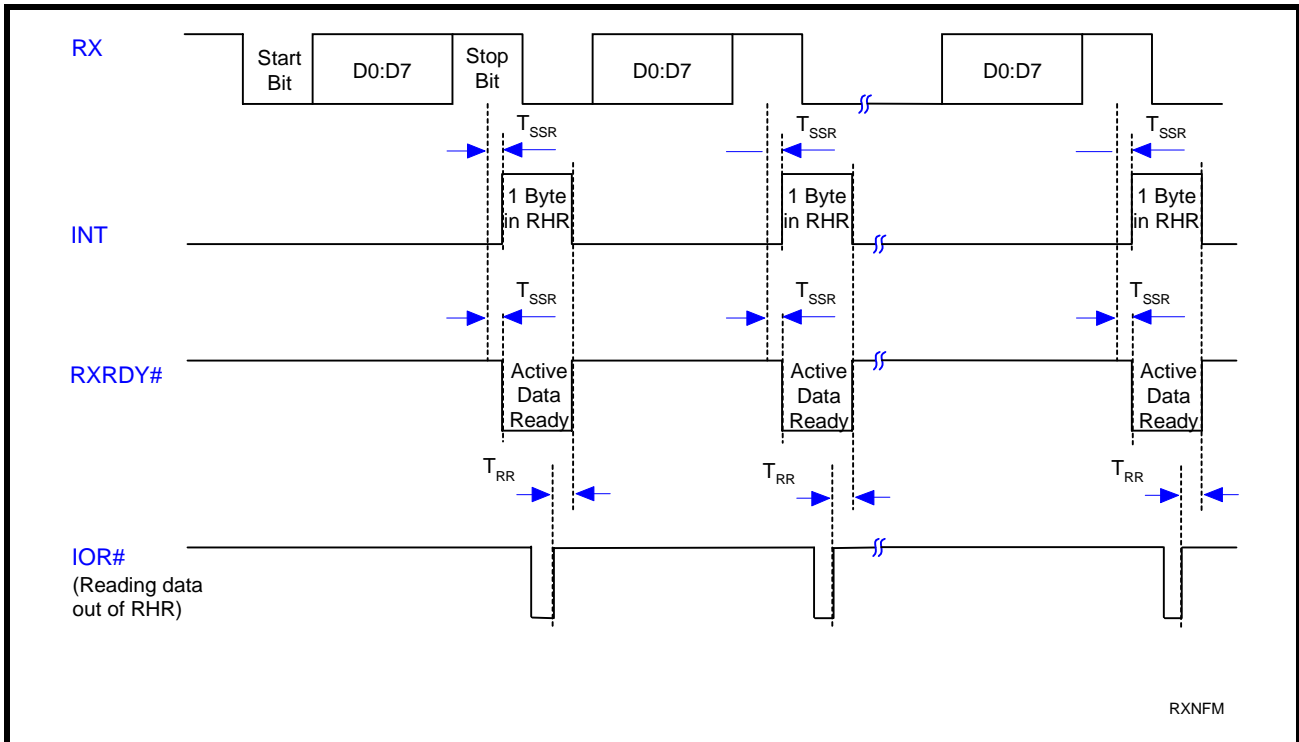 RX
Start
Bit
D0:D7
Stop
Bit
D0:D7
D0:D7
TSSR
TSSR
TSSR
INT
1 Byte
in RHR
1 Byte
in RHR
1 Byte
in RHR
TSSR
TSSR
TSSR
RXRDY#
Active
Data
Ready
Active
Data
Ready
Active
Data
Ready
TRR
TRR
TRR
IOR#
(Reading data
out of RHR)
RXNFM